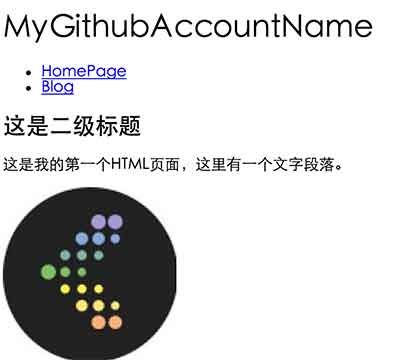 MyGithubAccountName
HomePage
Blog
这是二级标题
这是我的第一个HTML页面，这里有一个文字段落。